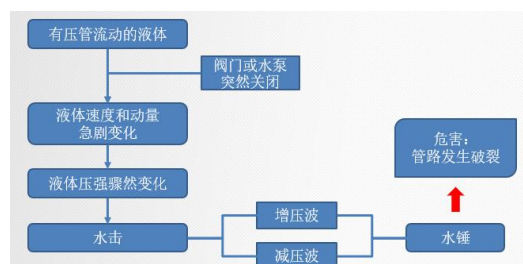 有压管流动的液体
阀门或水泵
突然关闭
液体速度和动量
急剧变化
危害：
管路发生破裂
液体压强骤然变化
增压波
水击
水锤
减压波